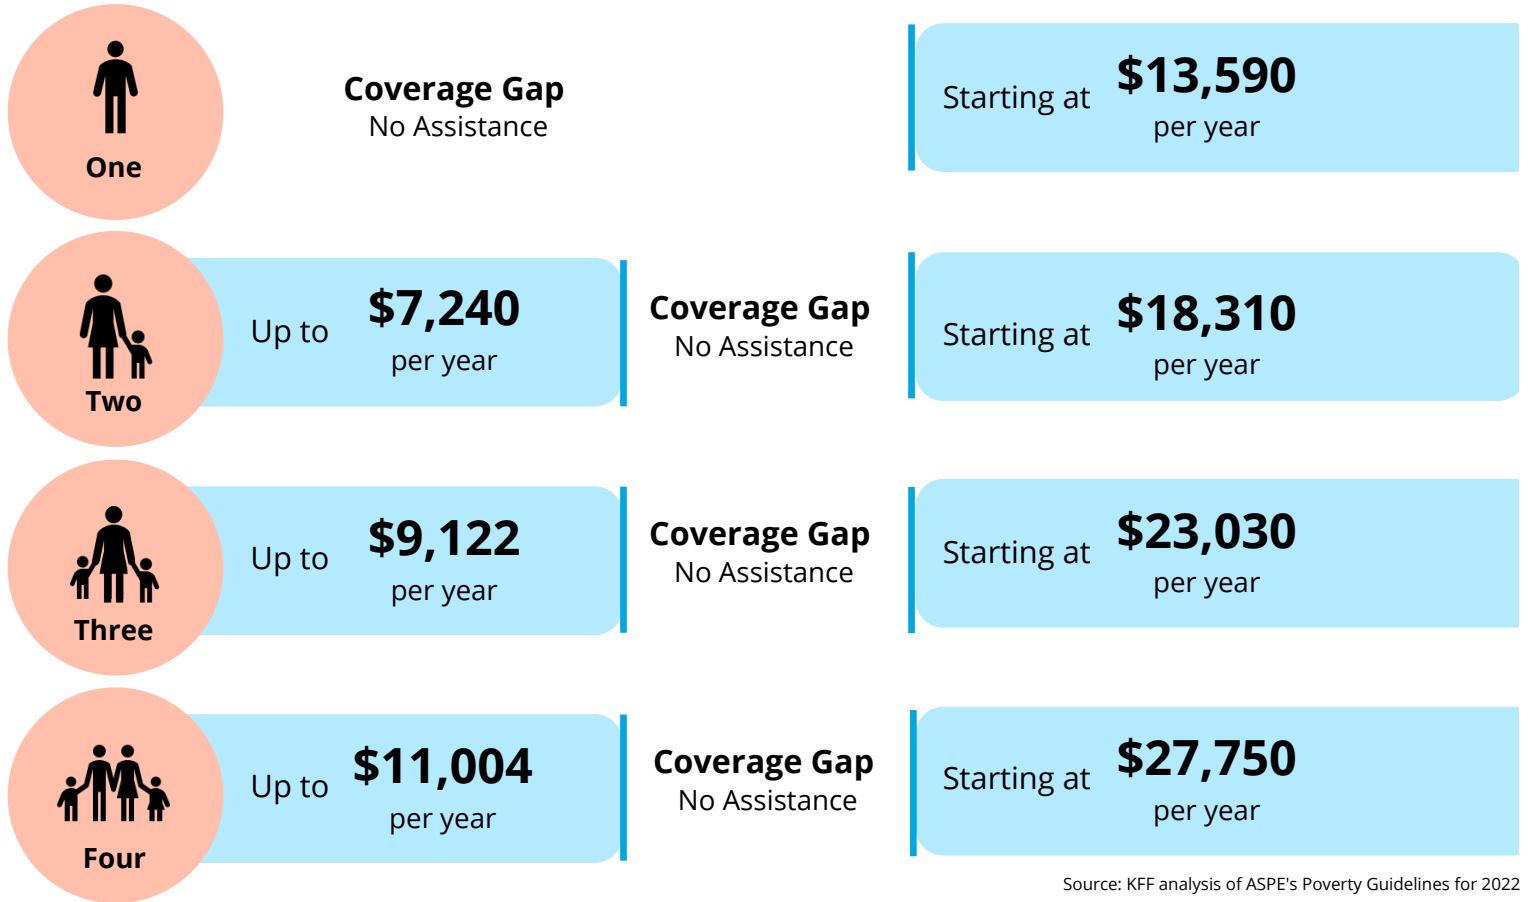 One
Coverage Gap
No Assistance
Starting at
$13,590
per year
Two
Up to
$7,240
per year
Coverage Gap
No Assistance
Starting at
$18,310
per year
Three
Up to
$9,122
per year
Coverage Gap
No Assistance
Starting at
$23,030
per year
Four
Up to
$11,004
per year
Coverage Gap
No Assistance
Starting at
$27,750
per year
Source: KFF analysis of ASPE's Poverty Guidelines for 2022